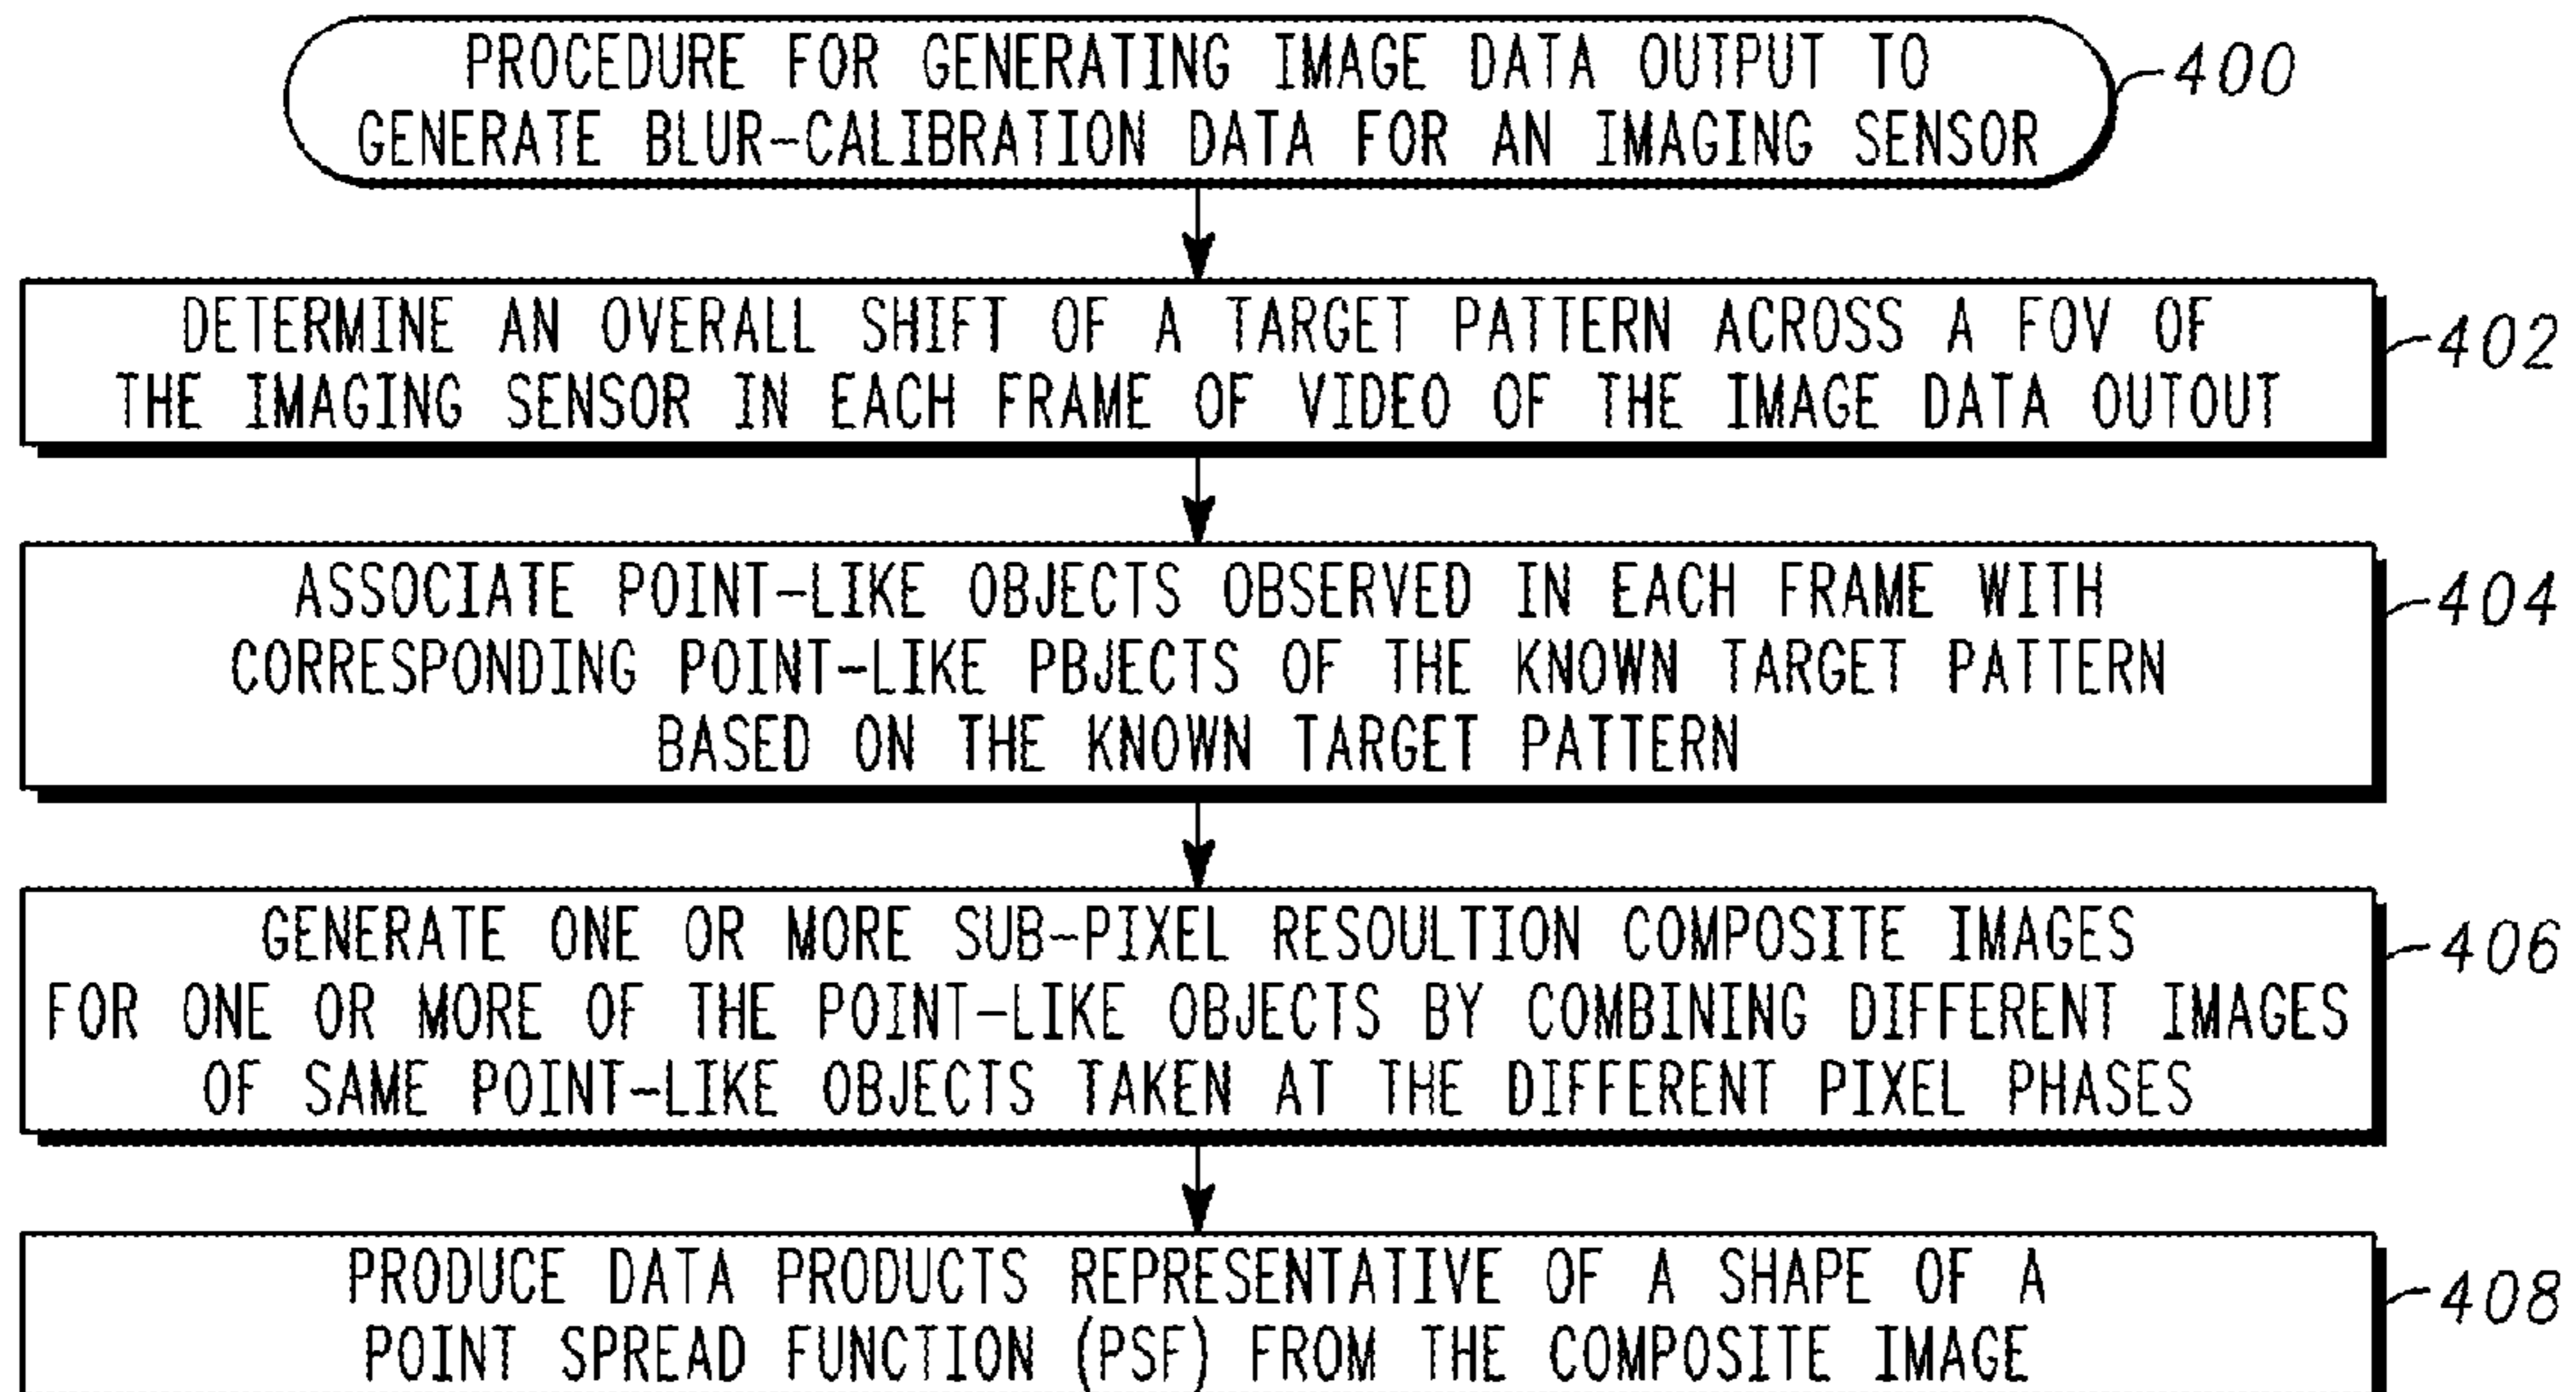 PROCEDURE FOR GENERATING IMAGE DATA OUTPUT TO
GENERATE BLUR-CALIBRATION DATA FOR AN IMAGING SENSOR
400
DETERMINE AN OVERALL SHIFT OF A TARGET PATTERN ACROSS A FOV OF
THE IMAGING SENSOR IN EACH FRAME OF VIDEO OF THE IMAGE DATA OUTOUT
402
ASSOCIATE POINT-LIKE OBJECTS OBSERVED IN EACH FRAME WITH
CORRESPONDING POINT-LIKE PBJECTS OF THE KNOWN TARGET PATTERN
BASED ON THE KNOWN TARGET PATTERN
404
GENERATE ONE OR MORE SUB-PIXEL RESOULTION COMPOSITE IMAGES
FOR ONE OR MORE OF THE POINT-LIKE OBJECTS BY COMBINING DIFFERENT IMAGES
OF SAME POINT-LIKE OBJECTS TAKEN AT THE DIFFERENT PIXEL PHASES
406
PRODUCE DATA PRODUCTS REPRESENTATIVE OF A SHAPE OF A
POINT SPREAD FUNCTION (PSF) FROM THE COMPOSITE IMAGE
408